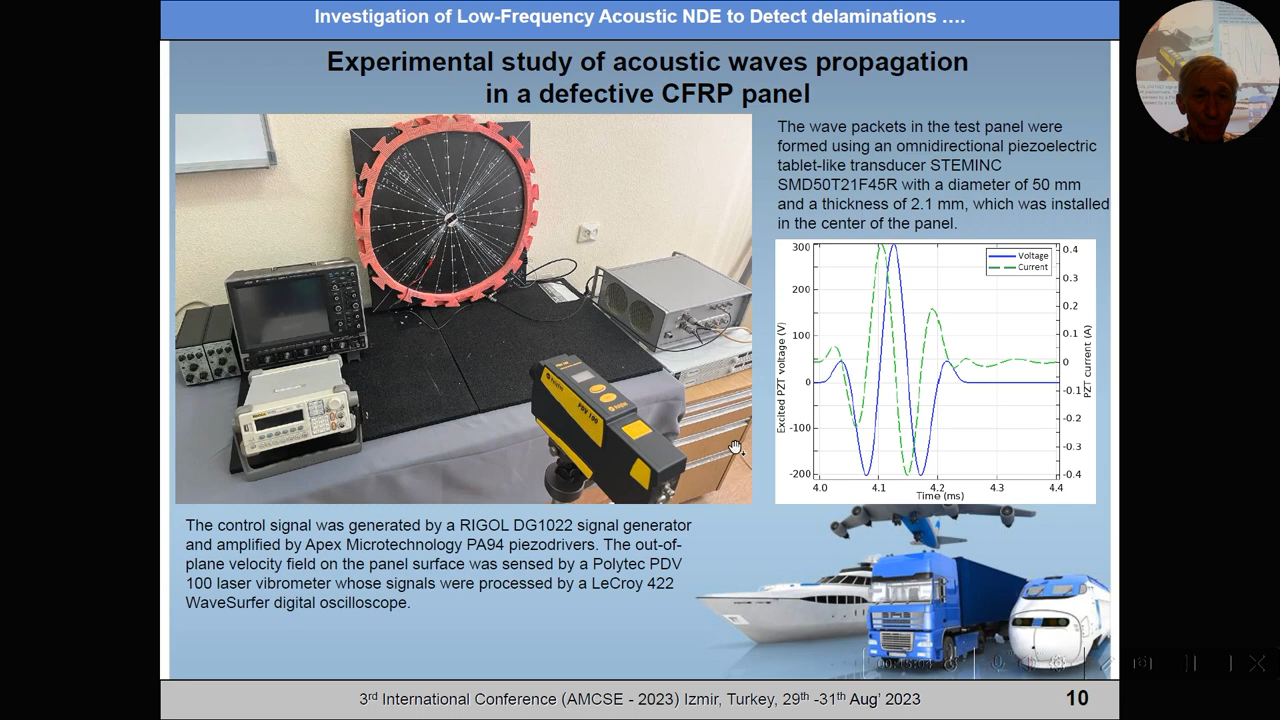 Investigation of Low-Frequency Acoustic NDE to Detect delaminations ….
Experimental study of acoustic waves propagation
in a defective CFRP panel
The wave packets in the test panel were
formed using an omnidirectional piezoelectric
tablet-like transducer STEMINC
SMD50T21F45R with a diameter of 50 mm
and a thickness of 2.1 mm, which was installed
in the center of the panel.
PDV 100
Voltage
Current
Excited PZT voltage (V)
300
200
100
0
-100
-200
0.4
0.3
0.2
0.1
0
-0.1
-0.2
-0.3
-0.4
PZT current (A)
4.0 4.1 4.2 4.3 4.4
Time (ms)
The control signal was generated by a RIGOL DG1022 signal generator
and amplified by Apex Microtechnology PA94 piezodrivers. The out-of-
plane velocity field on the panel surface was sensed by a Polytec PDV
100 laser vibrometer whose signals were processed by a LeCroy 422
WaveSurfer digital oscilloscope.
3rd International Conference (AMCSE - 2023) Izmir, Turkey, 29th -31th Aug’ 2023
10